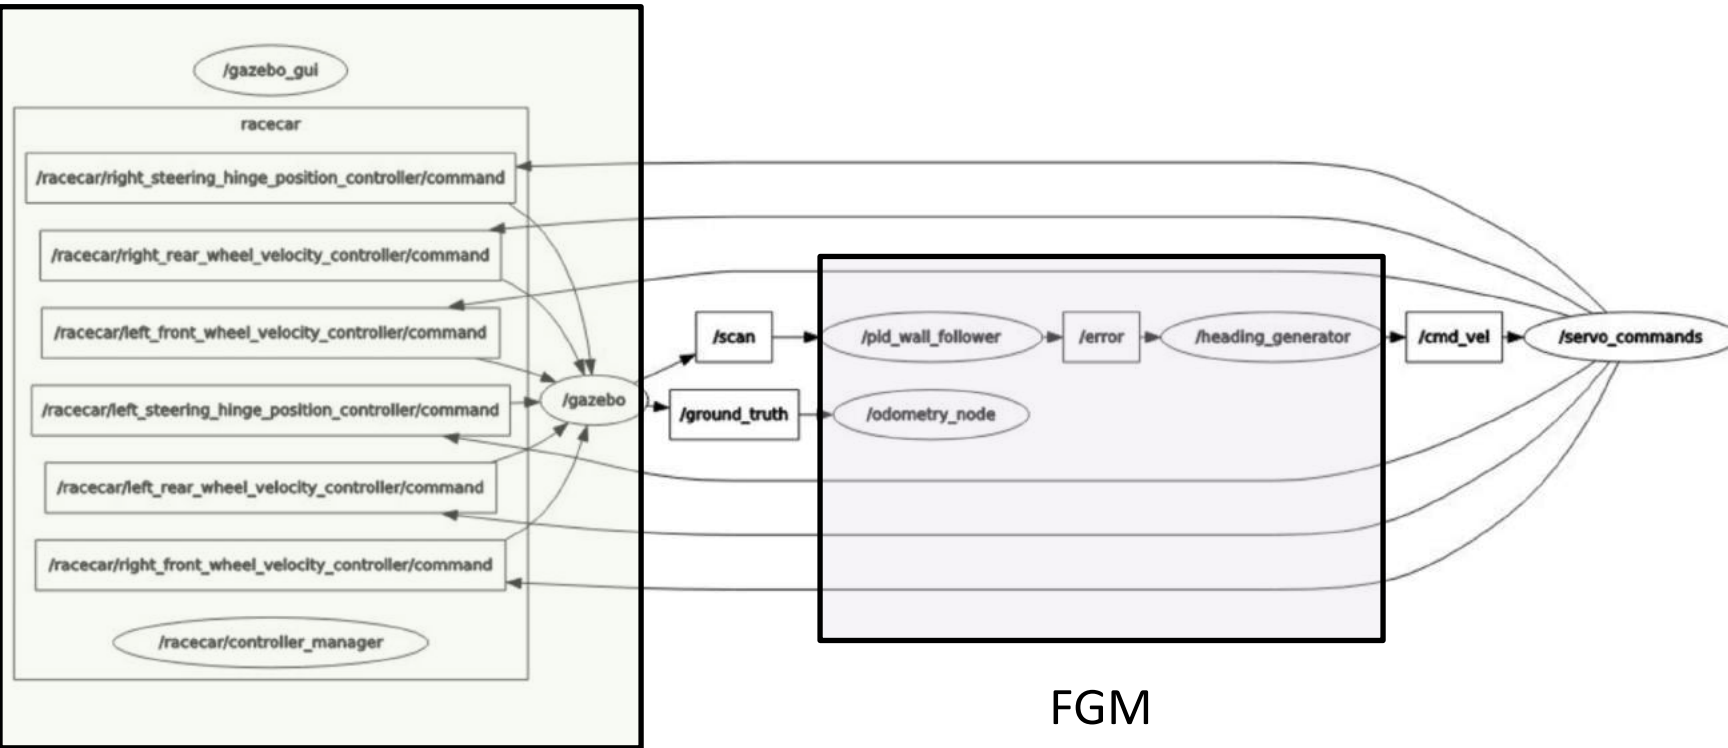 /gazebo_gui
racecar
/racecar/right_steering_hinge_position_controller/command
/racecar/right_rear_wheel_velocity_controller/command
/racecar/left_front_wheel_velocity_controller/command
/racecar/left_steering_hinge_position_controller/command
/racecar/left_rear_wheel_velocity_controller/command
/racecar/right_front_wheel_velocity_controller/command
/racecar/controller_manager
/gazebo
/scan
/ground_truth
/pid_wall_follower
/error
/heading_generator
/odometry_node
/cmd_vel
/servo_commands
FGM